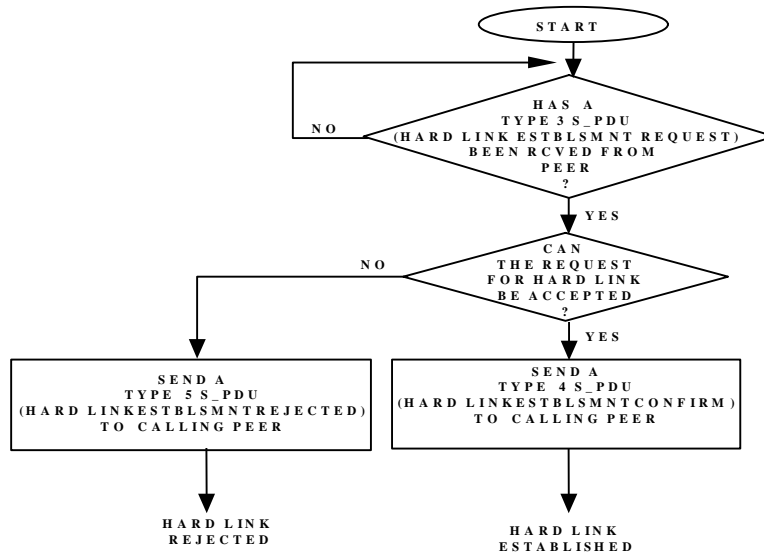 START
HAS A
TYPE 3 S_PDU
(HARD LINK ESTBLSMNT REQUEST)
BEEN RCVED FROM
PEER
?
NO
YES
CAN
THE REQUEST
FOR HARD LINK
BE ACCEPTED
?
NO
YES
SEND A
TYPE 5 S_PDU
(HARD LINKESTBLSMNTREJECTED)
TO CALLING PEER
SEND A
TYPE 4 S_PDU
(HARD LINKESTBLSMNTCONFIRM)
TO CALLING PEER
HARD LINK
REJECTED
HARD LINK
ESTABLISHED